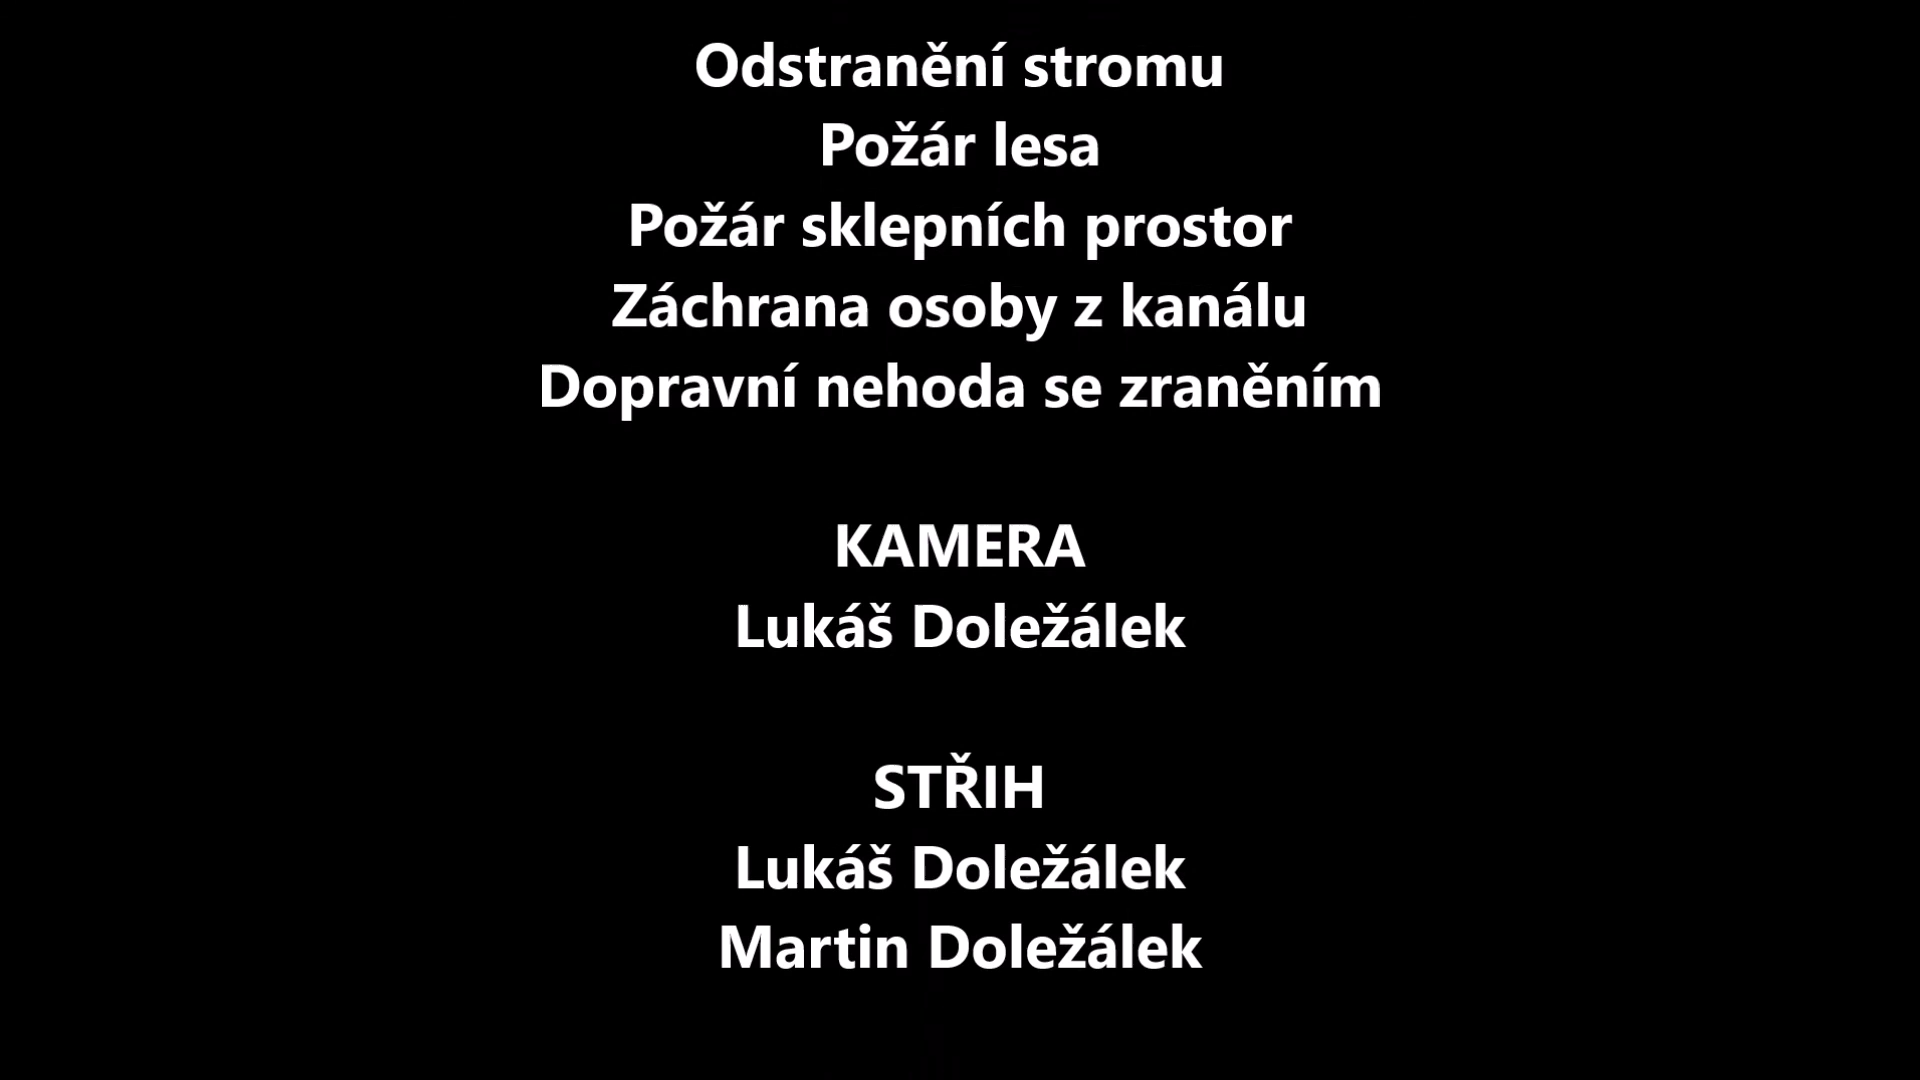 Odstranění stromu
Požár lesa
Požár sklepních prostor
Záchrana osoby z kanálu
Dopravní nehoda se zraněním
KAMERA
Lukáš Doležálek
STŘIH
Lukáš Doležálek
Martin Doležálek